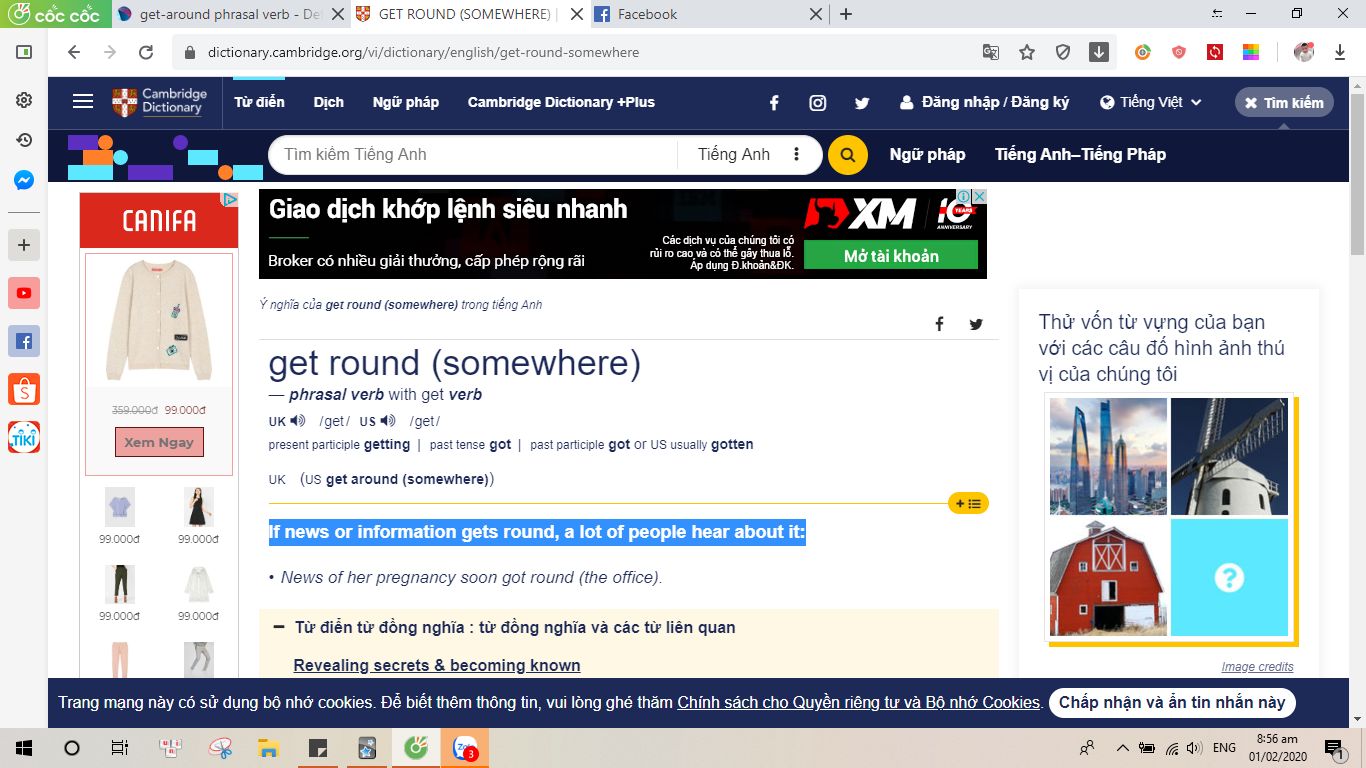 cốc cốc
get-around phrasal verb - De
GET ROUND (SOMEWHERE) |
Facebook
dictionary.cambridge.org/vi/dictionary/english/get-round-somewhere
Cambridge
Dictionary
Từ điển
Dịch
Ngữ pháp
Cambridge Dictionary +Plus
Đăng nhập / Đăng ký
Tiếng Việt
Tìm kiếm
Tìm kiếm Tiếng Anh
Tiếng Anh
Ngữ pháp
Tiếng Anh–Tiếng Pháp
CANIFA
359.000đ 99.000đ
Xem Ngay
99.000đ 99.000đ
99.000đ 99.000đ
Giao dịch khớp lệnh siêu nhanh
Broker có nhiều giải thưởng, cấp phép rộng rãi
Các dịch vụ của chúng tôi có
rủi ro cao và có thể gây thua lỗ.
Áp dụng Đ.khoản&ĐK.
XM
10
YEARS
ANNIVERSARY
Mở tài khoản
Ý nghĩa của get round (somewhere) trong tiếng Anh
get round (somewhere)
— phrasal verb with get verb
UK /ɡet/ US /ɡet/
present participle getting | past tense got | past participle got or US usually gotten
UK (US get around (somewhere))
If news or information gets round, a lot of people hear about it:
• News of her pregnancy soon got round (the office).
Từ điển từ đồng nghĩa : từ đồng nghĩa và các từ liên quan
Revealing secrets & becoming known
Thử vốn từ vựng của bạn
với các câu đố hình ảnh thú
vị của chúng tôi
Image credits
Trang mạng này có sử dụng bộ nhớ cookies. Để biết thêm thông tin, vui lòng ghé thăm Chính sách cho Quyền riêng tư và Bộ nhớ Cookies.
Chấp nhận và ẩn tin nhắn này
TIKI
Zalo
3
ENG
8:56 am
01/02/2020
1